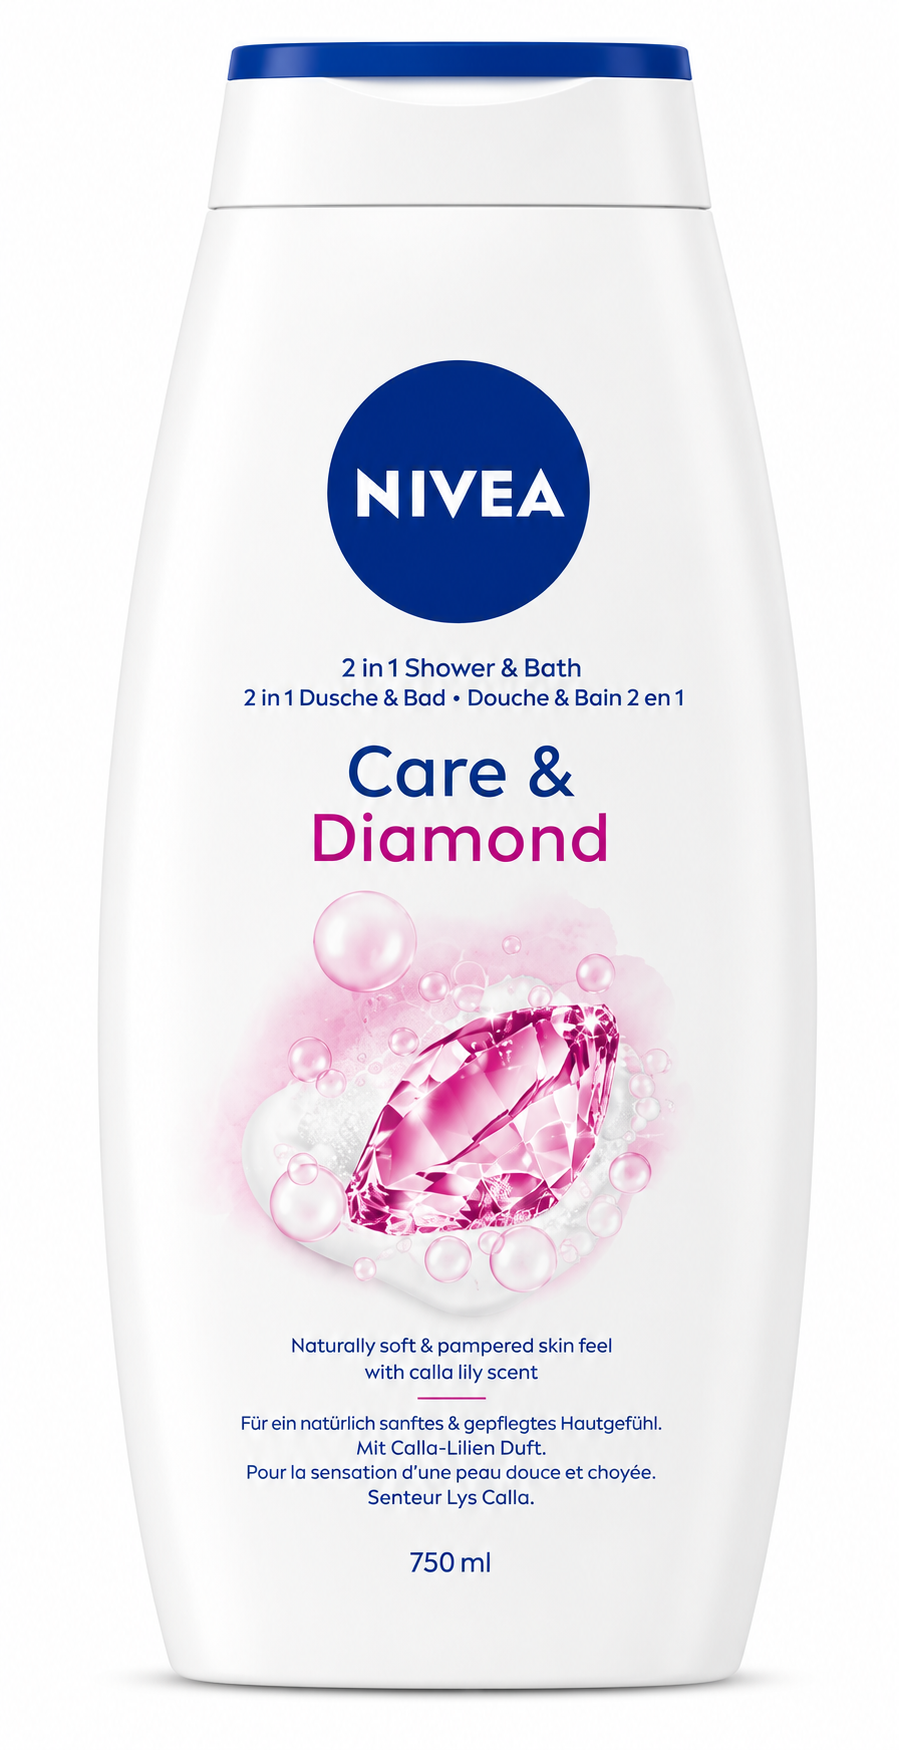 NIVEA
2 in 1 Shower & Bath
2 in 1 Dusche & Bad • Douche & Bain 2 en 1
Care &
Diamond
Naturally soft & pampered skin feel
with calla lily scent
Für ein natürlich sanftes & gepflegtes Hautgefühl.
Mit Calla-Lilien Duft.
Pour la sensation d'une peau douce et choyée.
Senteur Lys Calla.
750 ml